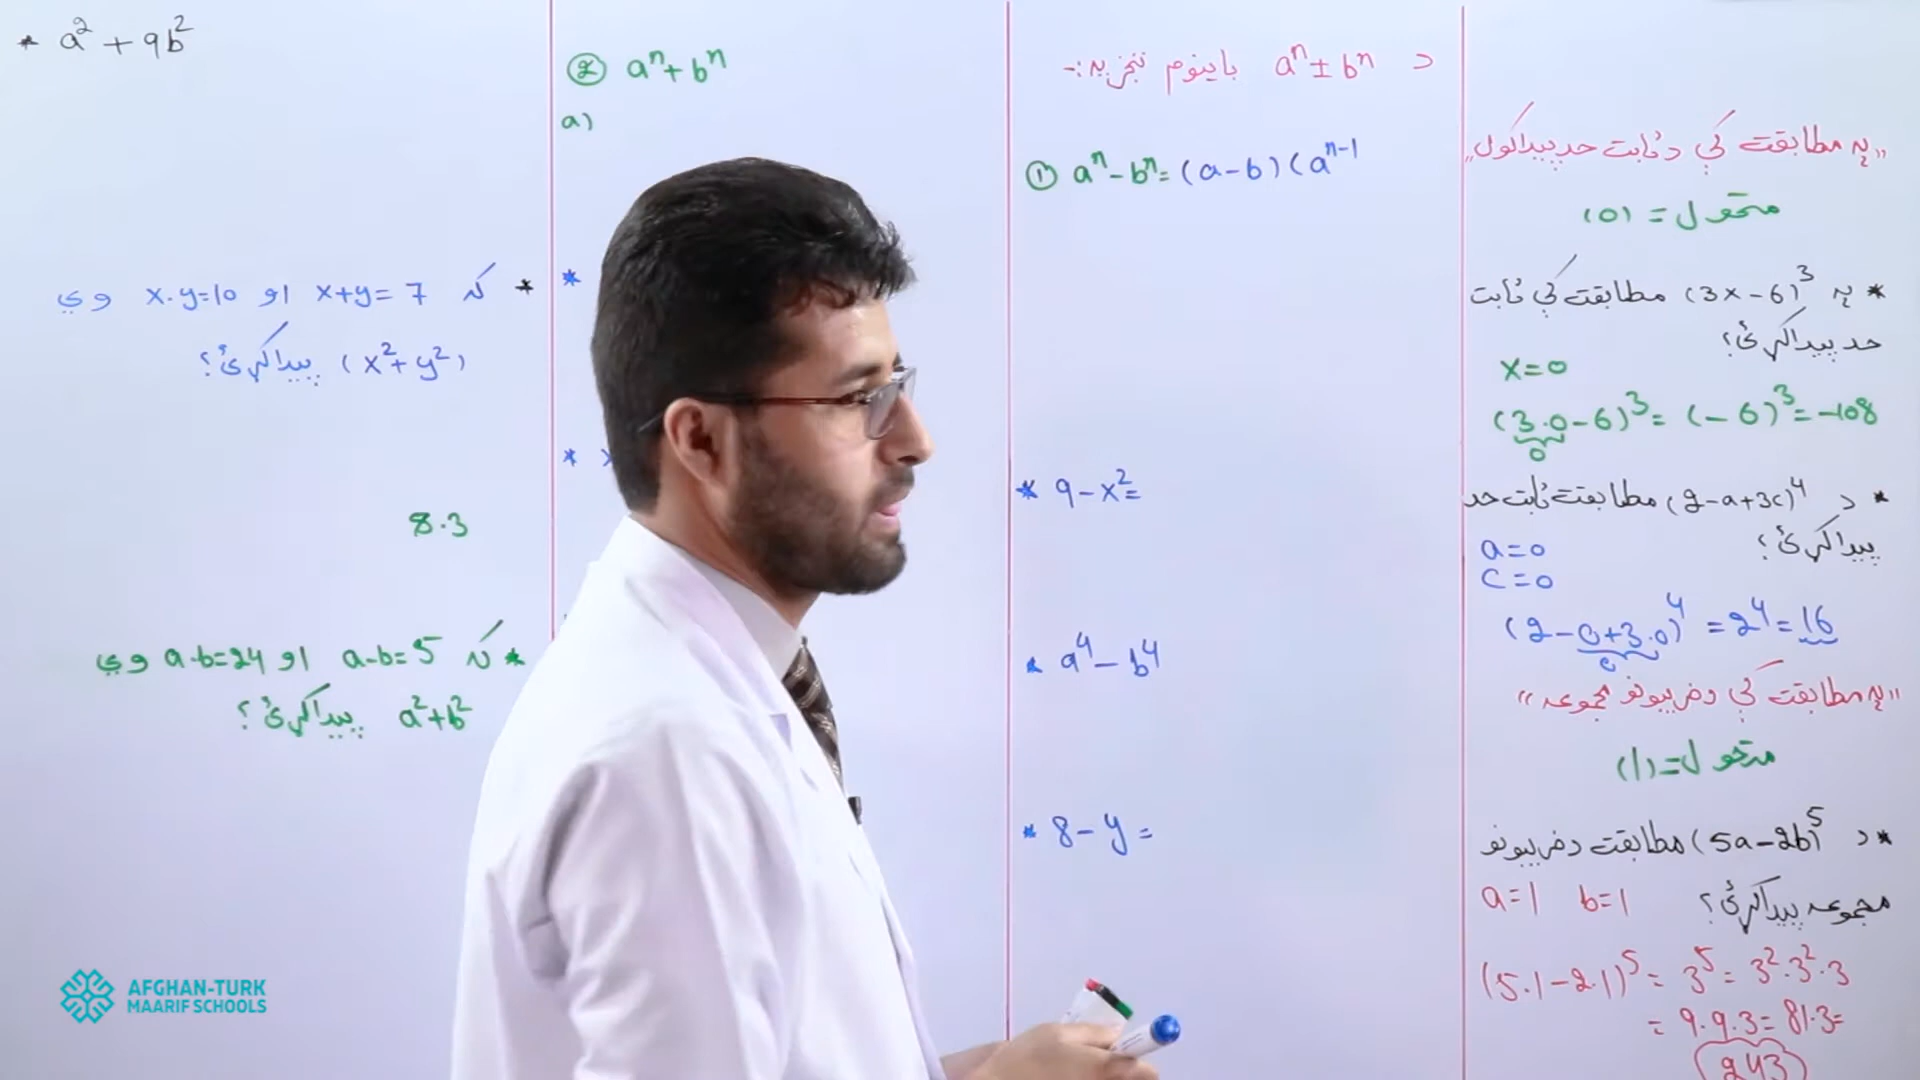 „په مطابقت کې د ثابت حد پیدا کول„
متحول = (0)
* په (3x-6)³ مطابقت کې ثابت
حد پیدا کړئ؟
x=0
(3.0-6)³= (-6)³= -108
0
* د (2-a+3c)⁴ مطابقت ثابت حد
پیدا کړئ؟
a=0
c=0
(2-0+3.0)⁴ = 2⁴= 16
0
„په مطابقت کې د ضریبونو مجموعه„
متحول=(1)
* د (5a-2b)⁵ مطابقت د ضریبونو
مجموعه پیدا کړئ؟
a=1 b=1
(5.1-2.1)⁵ = 3⁵ = 3².3².3
= 9.9.3= 81.3=
243
د aⁿ±bⁿ باینوم تجزیه:-
① aⁿ-bⁿ= (a-b) (aⁿ⁻¹
* 9-x²=
* a⁴-b⁴
* 8-y =
② aⁿ+bⁿ
a)
*
*
* a²+9b²
* که x+y= 7 او x.y=10 وي
(x²+y²) پیدا کړئ؟
8.3
* که a-b=5 او a.b=24 وي
a²+b² پیدا کړئ؟
AFGHAN-TURK
MAARIF SCHOOLS